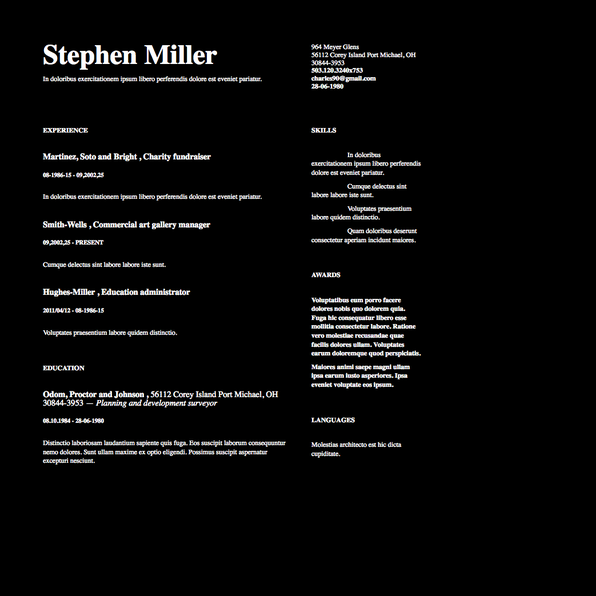 Stephen Miller
In doloribus exercitationem ipsum libero perferendis dolore est eveniet pariatur.
964 Meyer Glens
56112 Corey Island Port Michael, OH
30844-3953
503.120.3240x753
charles90@gmail.com
28-06-1980
EXPERIENCE
Martinez, Soto and Bright , Charity fundraiser
08-1986-15 - 09,2002,25
In doloribus exercitationem ipsum libero perferendis dolore est eveniet pariatur.
Smith-Wells , Commercial art gallery manager
09,2002,25 - PRESENT
Cumque delectus sint labore labore iste sunt.
Hughes-Miller , Education administrator
2011/04/12 - 08-1986-15
Voluptates praesentium labore quidem distinctio.
EDUCATION
Odom, Proctor and Johnson , 56112 Corey Island Port Michael, OH
30844-3953 — Planning and development surveyor
08.10.1984 - 28-06-1980
Distinctio laboriosam laudantium sapiente quis fuga. Eos suscipit laborum consequuntur
nemo dolores. Sunt ullam maxime ex optio eligendi. Possimus suscipit aspernatur
excepturi nesciunt.
SKILLS
In doloribus
exercitationem ipsum libero perferendis
dolore est eveniet pariatur.
Cumque delectus sint
labore labore iste sunt.
Voluptates praesentium
labore quidem distinctio.
Quam doloribus deserunt
consectetur aperiam incidunt maiores.
AWARDS
Voluptatibus eum porro facere
dolores nobis quo dolorem quia.
Fuga hic consequatur libero esse
mollitia consectetur labore. Ratione
vero molestiae recusandae quae
facilis dolores ullam. Voluptates
earum doloremque quod perspiciatis.
Maiores animi saepe magni ullam
ipsa earum iusto asperiores. Ipsa
eveniet voluptate eos ipsum.
LANGUAGES
Molestias architecto est hic dicta
cupiditate.